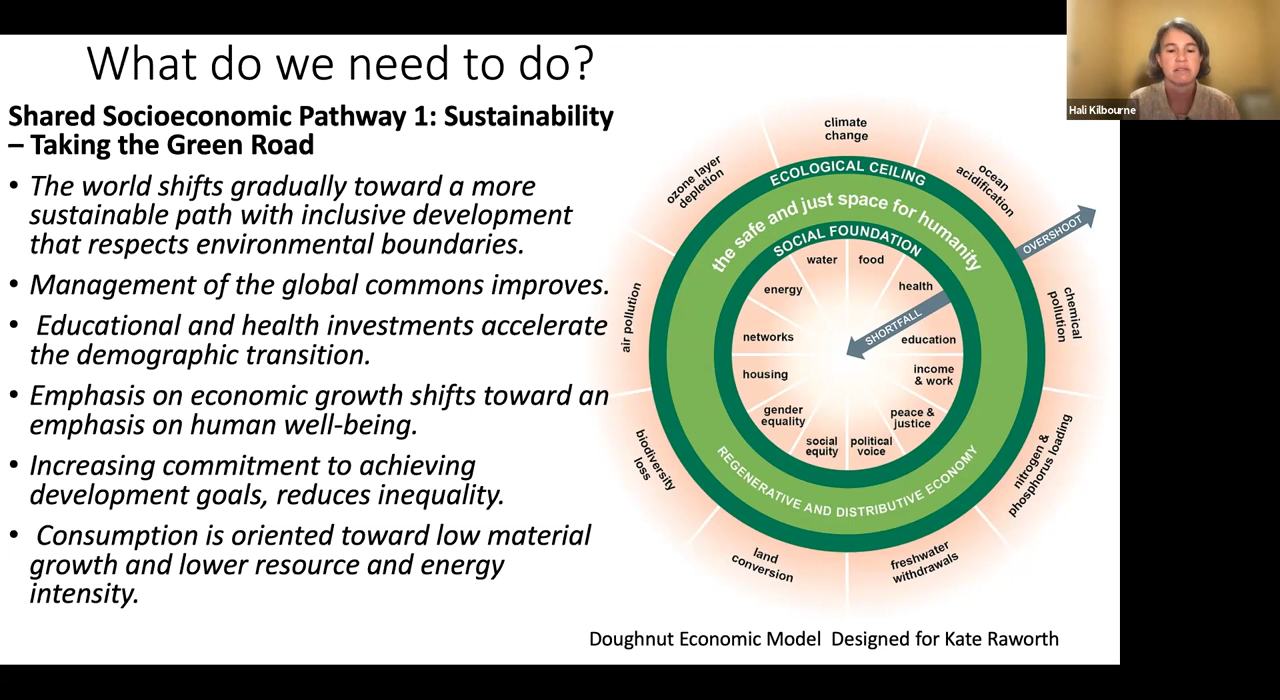 What do we need to do?
Shared Socioeconomic Pathway 1: Sustainability
– Taking the Green Road
• The world shifts gradually toward a more
sustainable path with inclusive development
that respects environmental boundaries.
• Management of the global commons improves.
• Educational and health investments accelerate
the demographic transition.
• Emphasis on economic growth shifts toward an
emphasis on human well-being.
• Increasing commitment to achieving
development goals, reduces inequality.
• Consumption is oriented toward low material
growth and lower resource and energy
intensity.
climate
change
ocean
acidification
chemical
pollution
nitrogen &
phosphorus loading
freshwater
withdrawals
land
conversion
biodiversity
loss
air pollution
ozone layer
depletion
ECOLOGICAL CEILING
the safe and just space for humanity
SOCIAL FOUNDATION
OVERSHOOT
SHORTFALL
water
food
health
education
income
& work
peace &
justice
political
voice
social
equity
gender
equality
housing
networks
energy
REGENERATIVE AND DISTRIBUTIVE ECONOMY
Doughnut Economic Model Designed for Kate Raworth
Hali Kilbourne